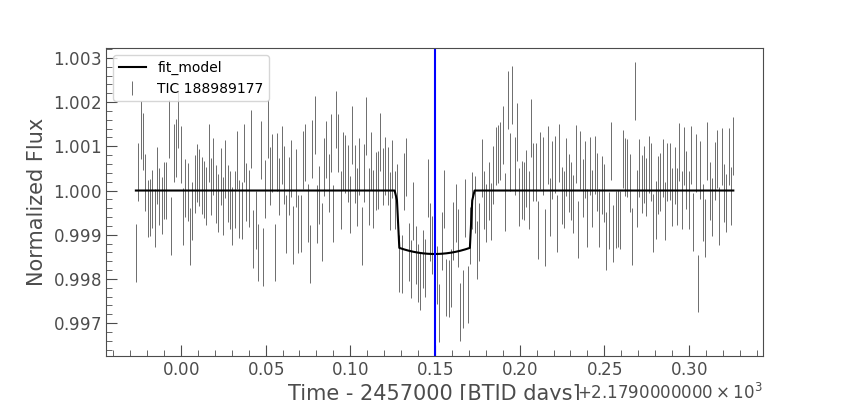 1.003
1.002
1.001
1.000
0.999
0.998
0.997
Normalized Flux
fit_model
TIC 188989177
0.00 0.05 0.10 0.15 0.20 0.25 0.30
Time - 2457000 [BTJD days]
+2.1790000000 × 10³